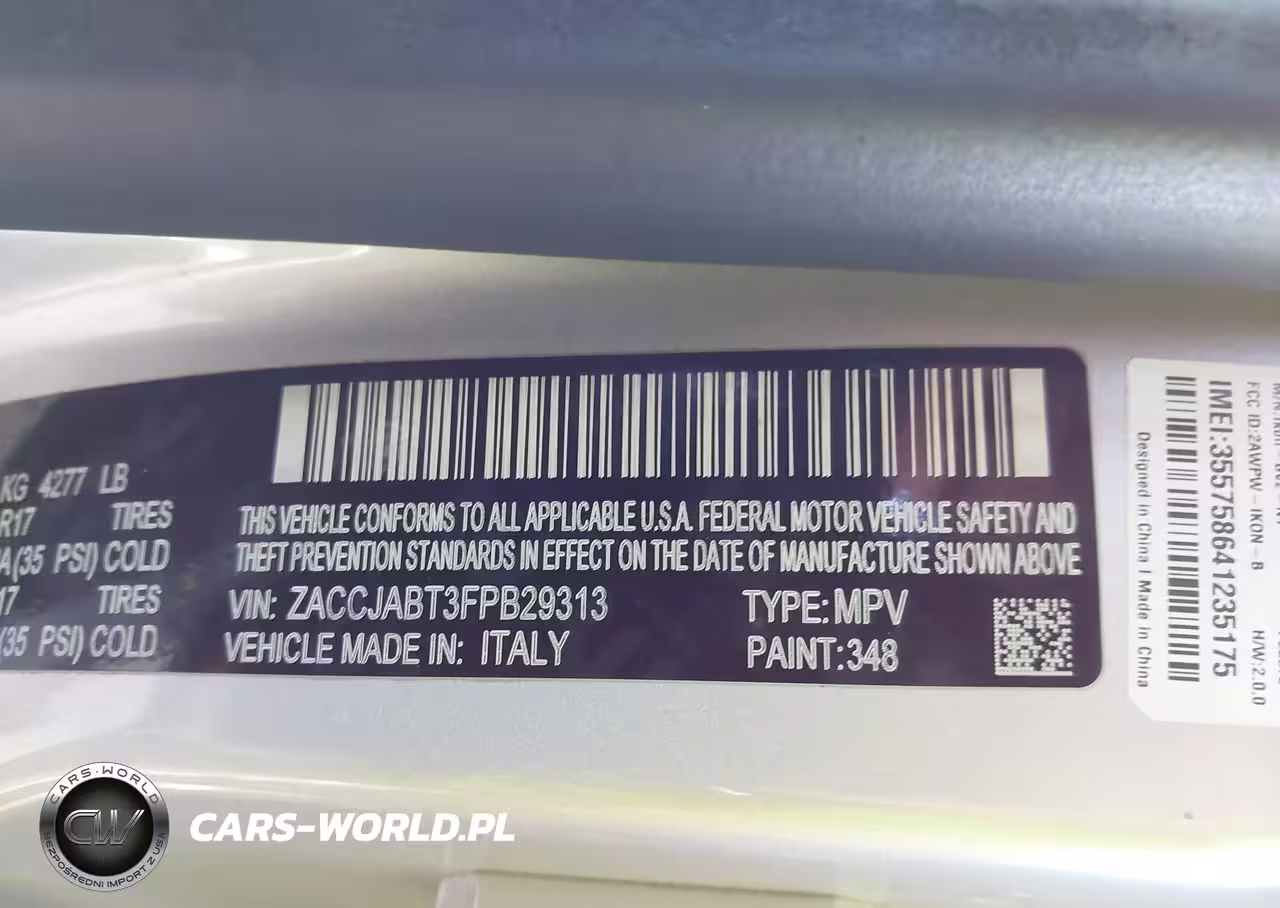 KG 4277 LB
R17 TIRES
(35 PSI) COLD
17 TIRES
(35 PSI) COLD
THIS VEHICLE CONFORMS TO ALL APPLICABLE U.S.A. FEDERAL MOTOR VEHICLE SAFETY AND
THEFT PREVENTION STANDARDS IN EFFECT ON THE DATE OF MANUFACTURE SHOWN ABOVE
VIN: ZACCJABT3FPB29313 TYPE: MPV
VEHICLE MADE IN: ITALY PAINT: 348
FCC ID:2AWPW-IKON-B H/W:2.0.0
IMEI:355758641235175
Designed in China / Made in China
CARS·WORLD
CW
BEZPOŚREDNI IMPORT Z USA
CARS-WORLD.PL